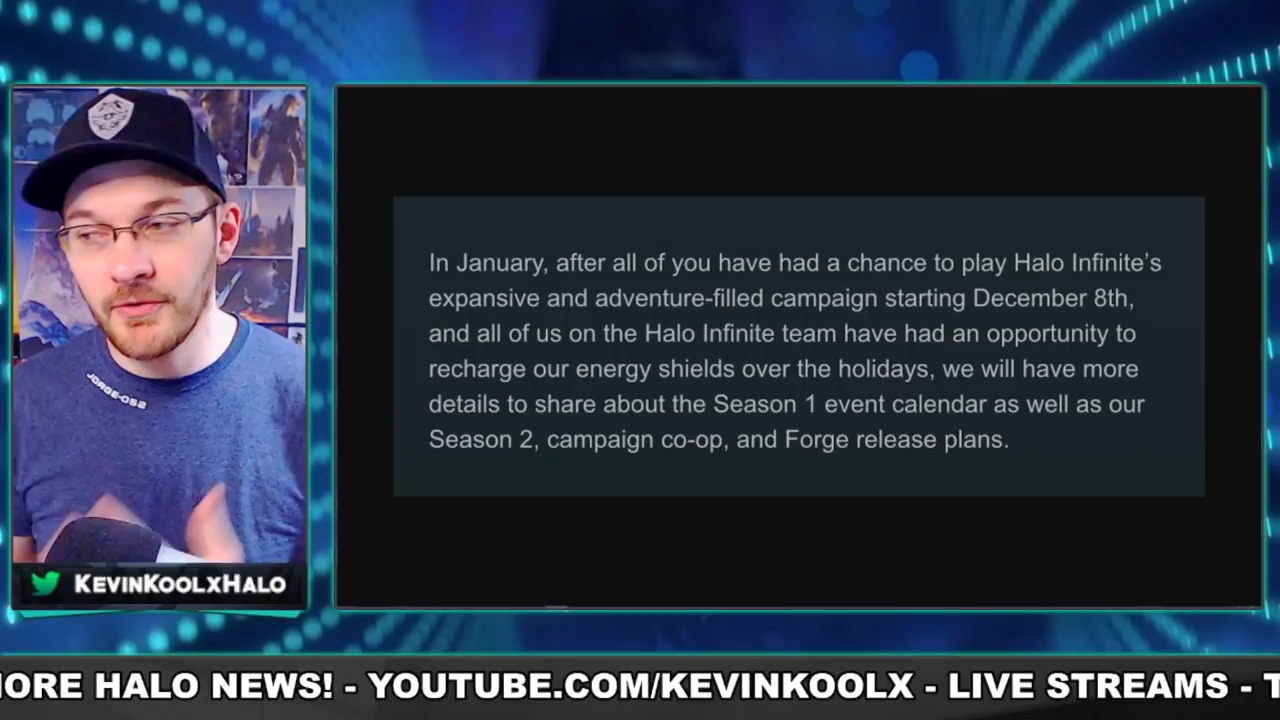 In January, after all of you have had a chance to play Halo Infinite’s
expansive and adventure-filled campaign starting December 8th,
and all of us on the Halo Infinite team have had an opportunity to
recharge our energy shields over the holidays, we will have more
details to share about the Season 1 event calendar as well as our
Season 2, campaign co-op, and Forge release plans.
JORGE-052
KEVINKOOLXHALO
MORE HALO NEWS! - YOUTUBE.COM/KEVINKOOLX - LIVE STREAMS - T